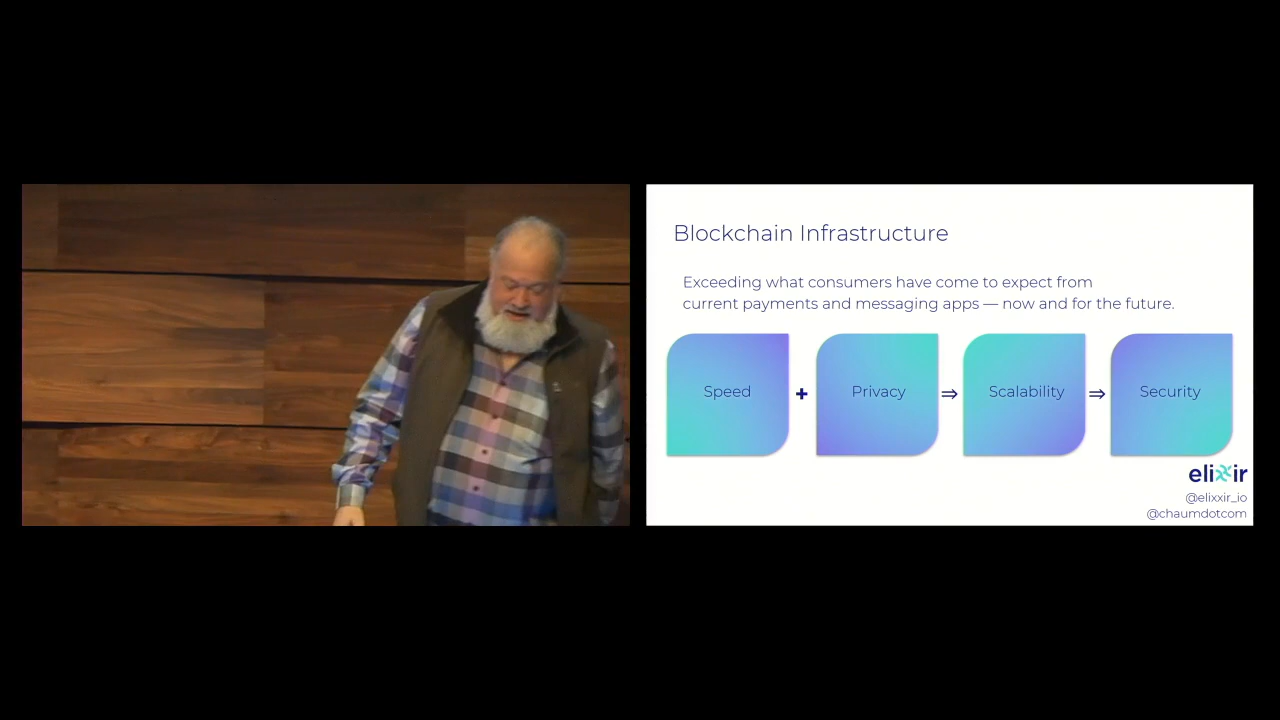 Blockchain Infrastructure
Exceeding what consumers have come to expect from
current payments and messaging apps — now and for the future.
Speed + Privacy ⇒ Scalability ⇒ Security
elixxir
@elixxir_io
@chaumdotcom